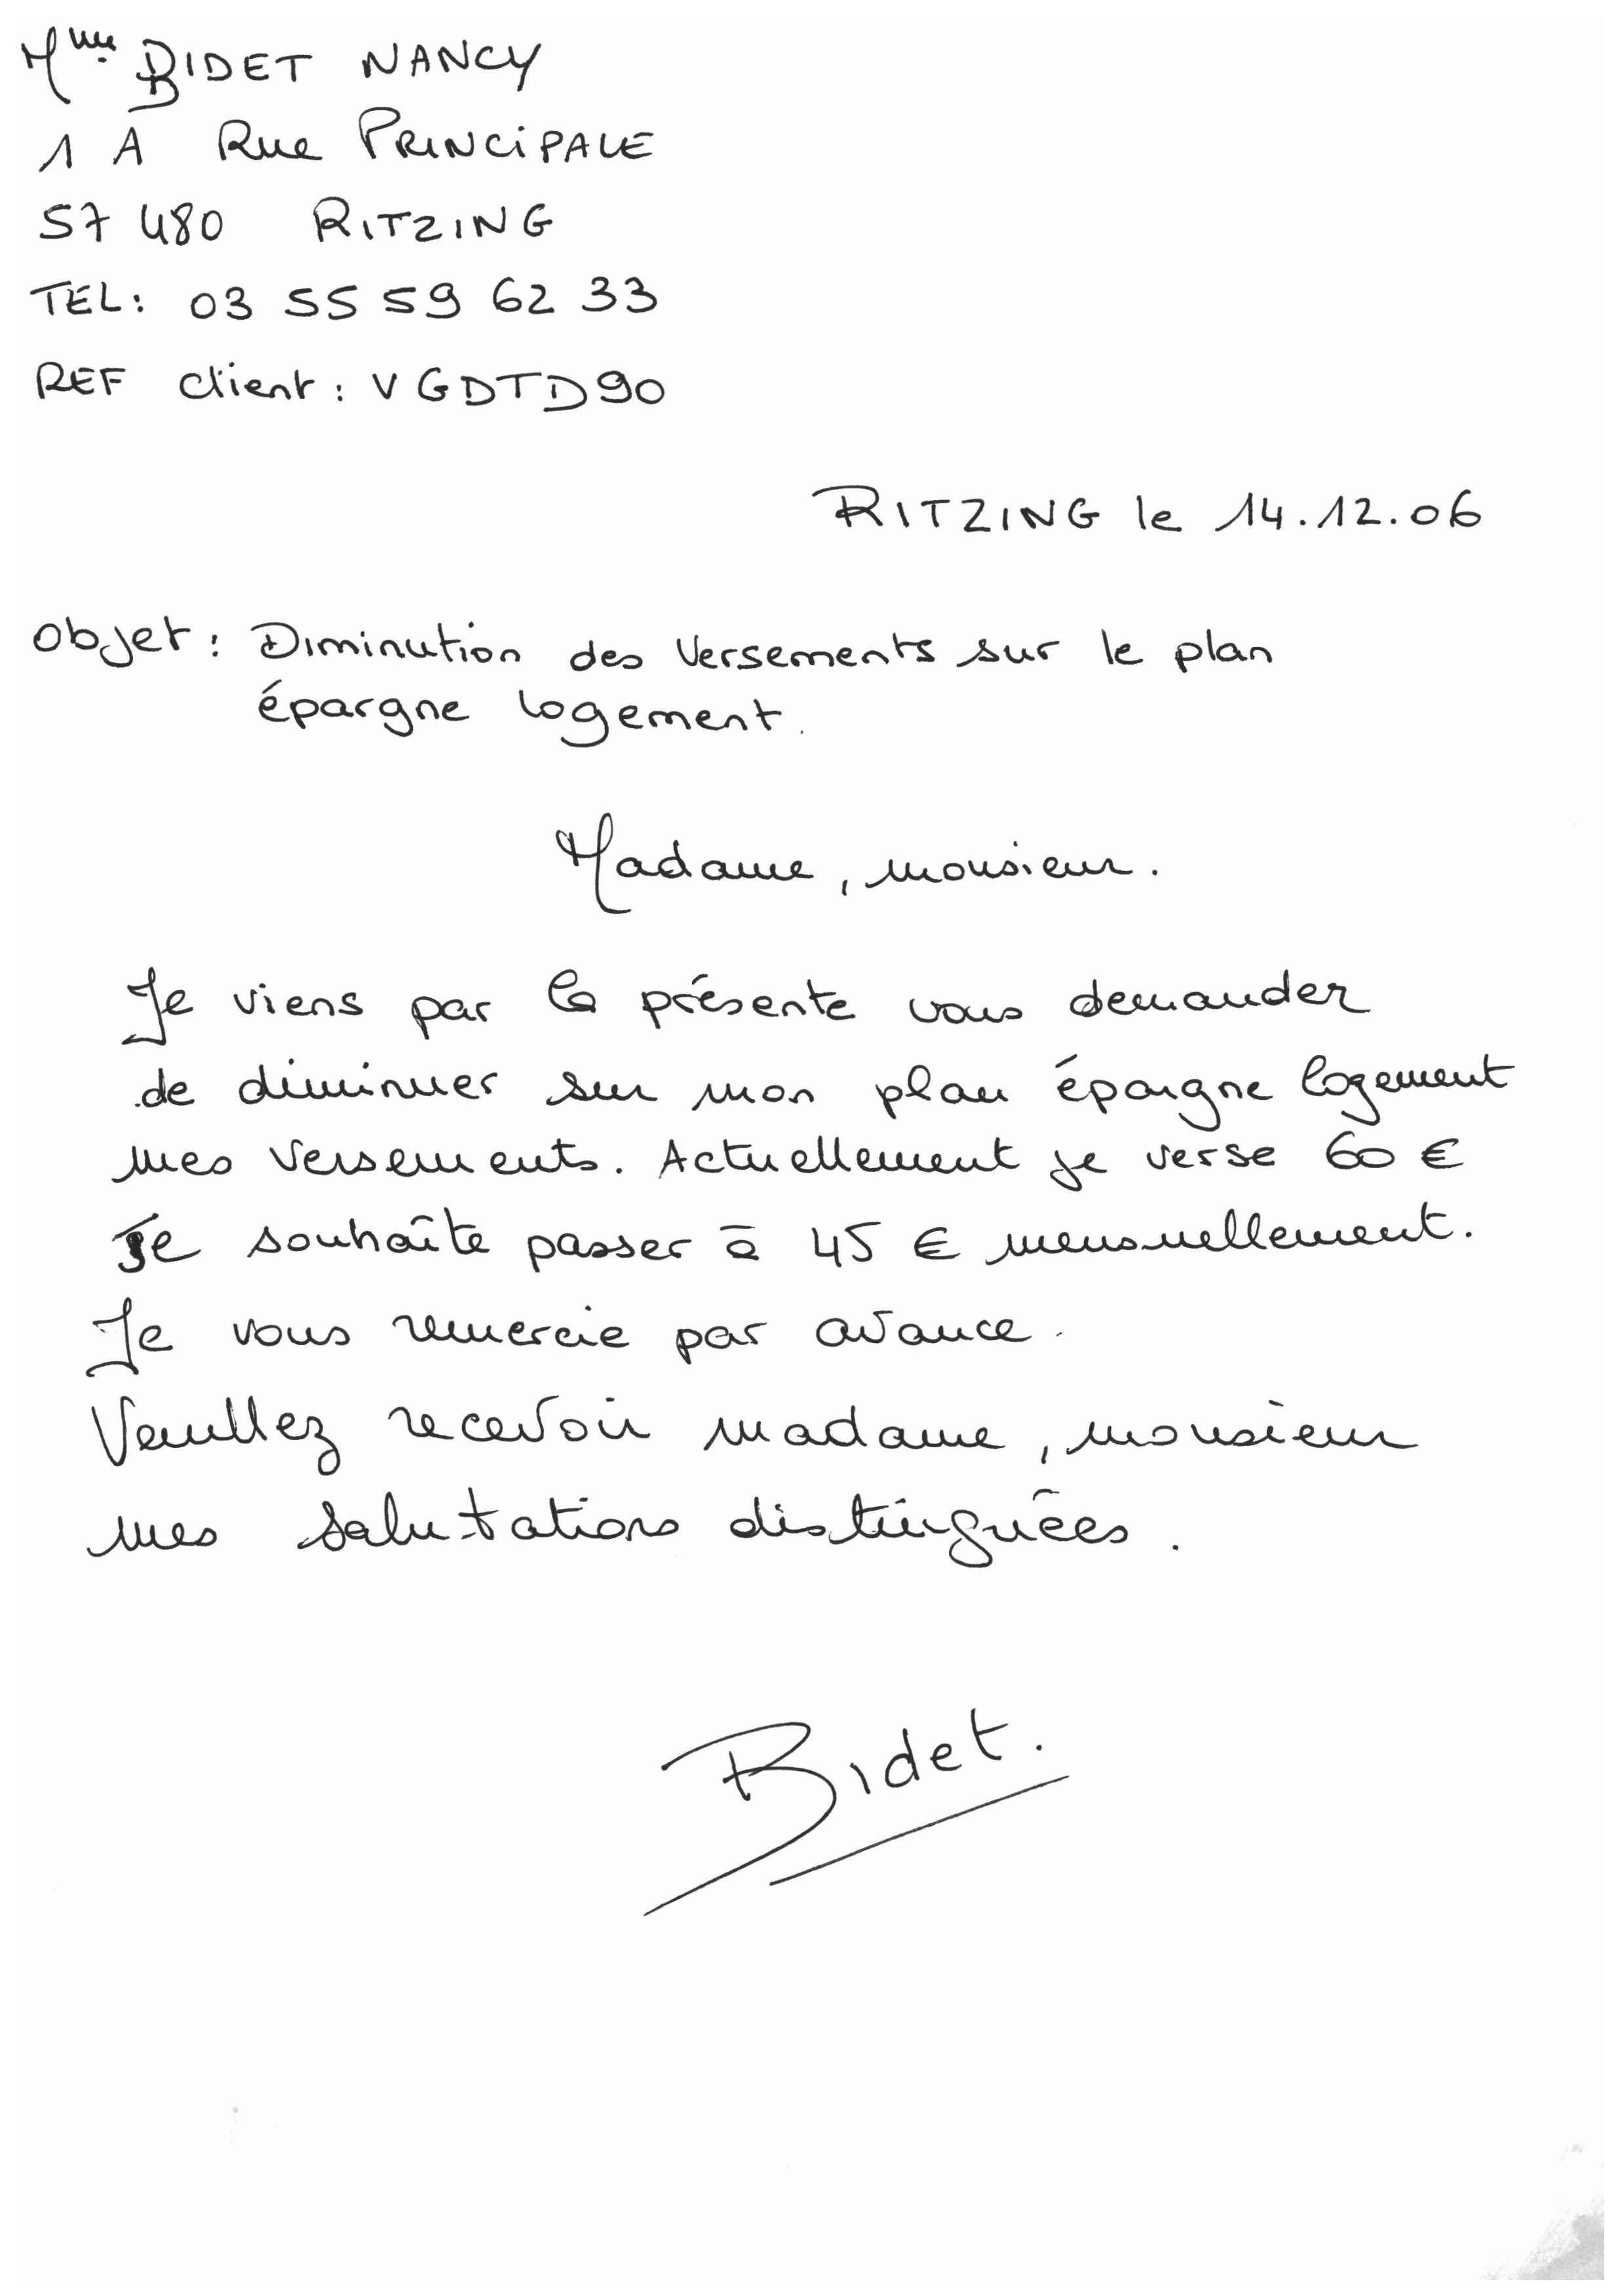 Mme BIDET NANCY
1 A Rue PRINCIPALE
57 480 RITZING
TEL: 03 55 59 62 33
REF client : VGDTD90
RITZING le 14.12.06
Objet : Diminution des versements sur le plan
épargne logement.
Madame, monsieur.
Je viens par la présente vous demander
de diminuer sur mon plan épargne logement
mes versements. Actuellement je verse 60 €
Je souhaîte passer à 45 € mensuellement.
Je vous remercie par avance.
Veuillez recevoir madame, monsieur
mes salutations distinguées.
Bidet.